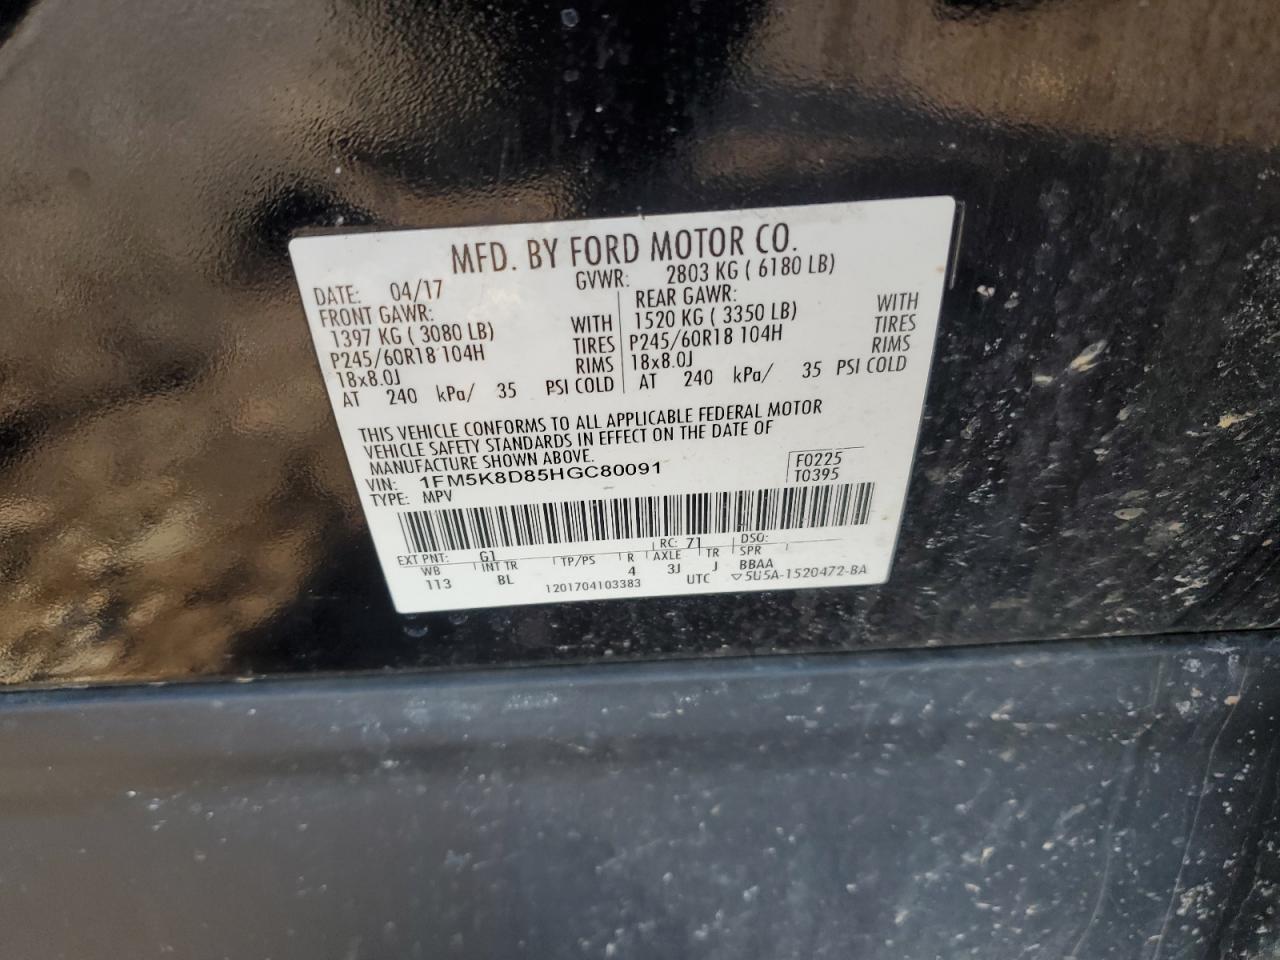 MFD. BY FORD MOTOR CO.
DATE: 04/17 GVWR: 2803 KG ( 6180 LB)
FRONT GAWR: REAR GAWR:
1397 KG ( 3080 LB) WITH 1520 KG ( 3350 LB) WITH
P245/60R18 104H TIRES P245/60R18 104H TIRES
18x8.0J RIMS 18x8.0J RIMS
AT 240 kPa/ 35 PSI COLD AT 240 kPa/ 35 PSI COLD
THIS VEHICLE CONFORMS TO ALL APPLICABLE FEDERAL MOTOR
VEHICLE SAFETY STANDARDS IN EFFECT ON THE DATE OF
MANUFACTURE SHOWN ABOVE.
VIN: 1FM5K8D85HGC80091 F0225
TYPE: MPV T0395
EXT PNT: G1 RC: 71 DSO:
WB INT TR TP/PS R AXLE TR SPR
113 BL 4 3J J BBAA
1201704103383 UTC ▽5U5A-1520472-BA